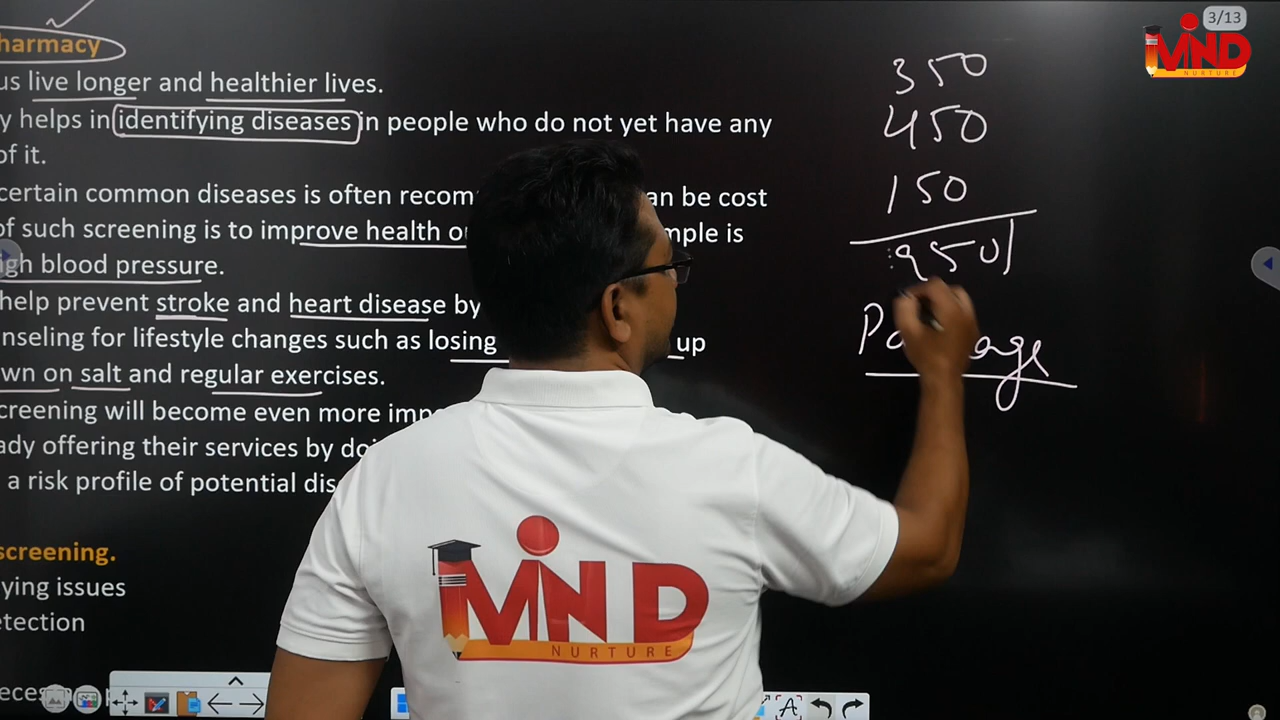 harmacy
us live longer and healthier lives.
y helps in identifying diseases in people who do not yet have any
of it.
certain common diseases is often recom an be cost
of such screening is to improve health o mple is
gh blood pressure.
help prevent stroke and heart disease by
nseling for lifestyle changes such as losing up
wn on salt and regular exercises.
creening will become even more imp
ady offering their services by doi
a risk profile of potential dis
screening.
ying issues
etection
3/13
MIND
NURTURE
350
450
150
950
MIND
NURTURE